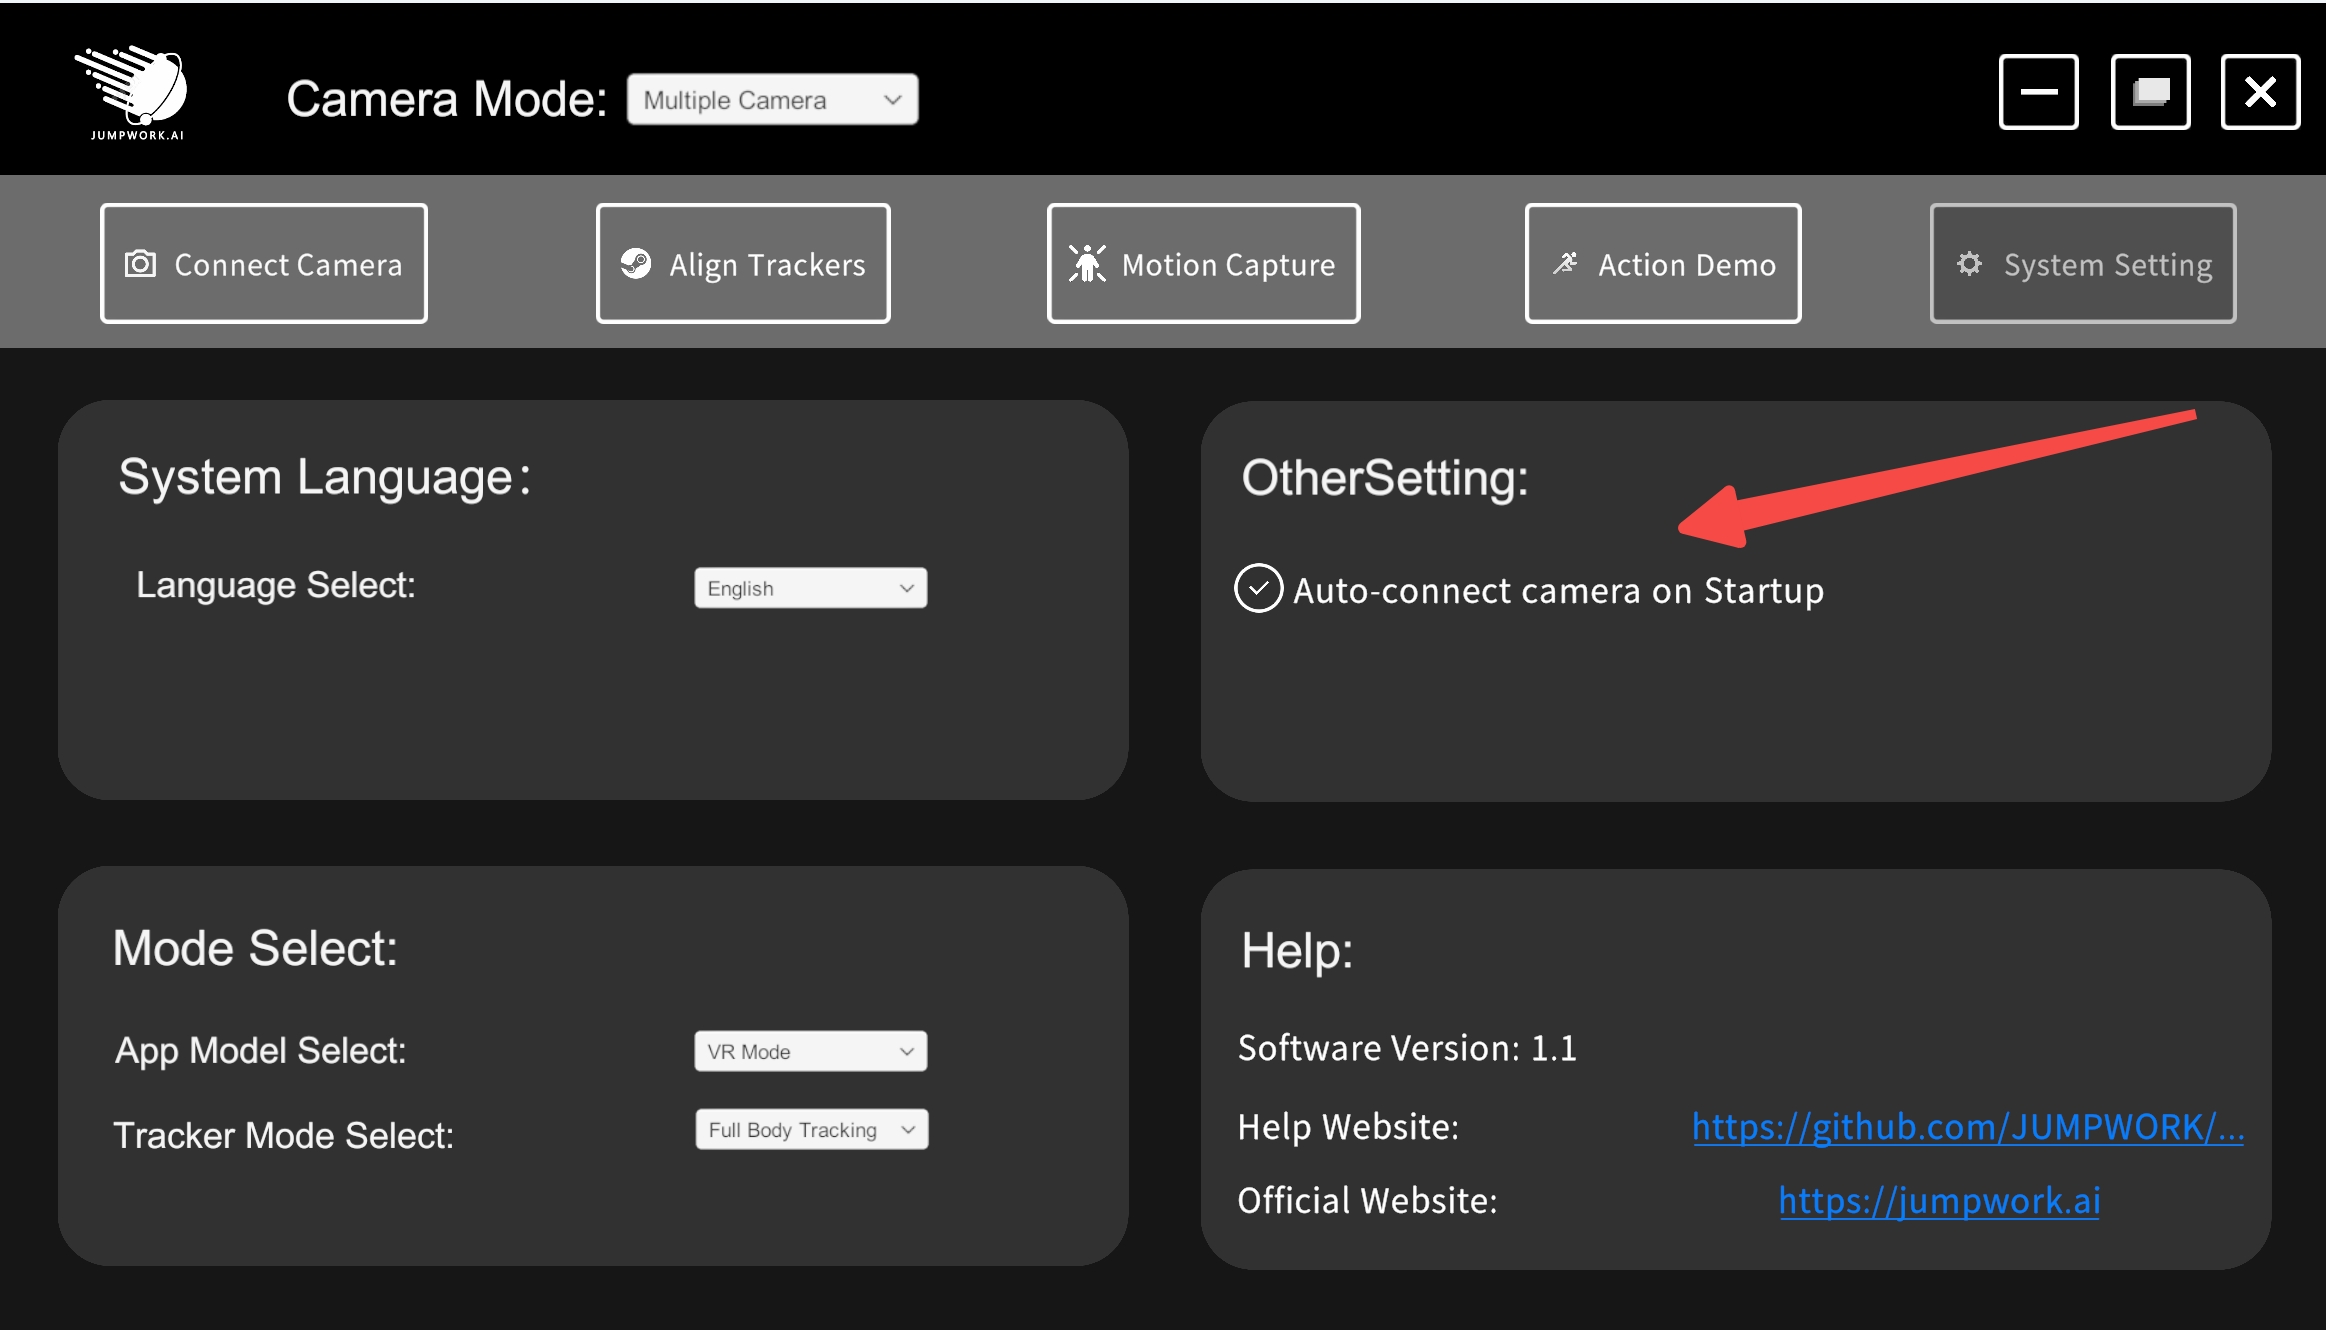 JUMPWORK.AI
Camera Mode: Multiple Camera
Connect Camera
Align Trackers
Motion Capture
Action Demo
System Setting
System Language:
Language Select: English
OtherSetting:
Auto-connect camera on Startup
Mode Select:
App Model Select: VR Mode
Tracker Mode Select: Full Body Tracking
Help:
Software Version: 1.1
Help Website: https://github.com/JUMPWORK/...
Official Website: https://jumpwork.ai